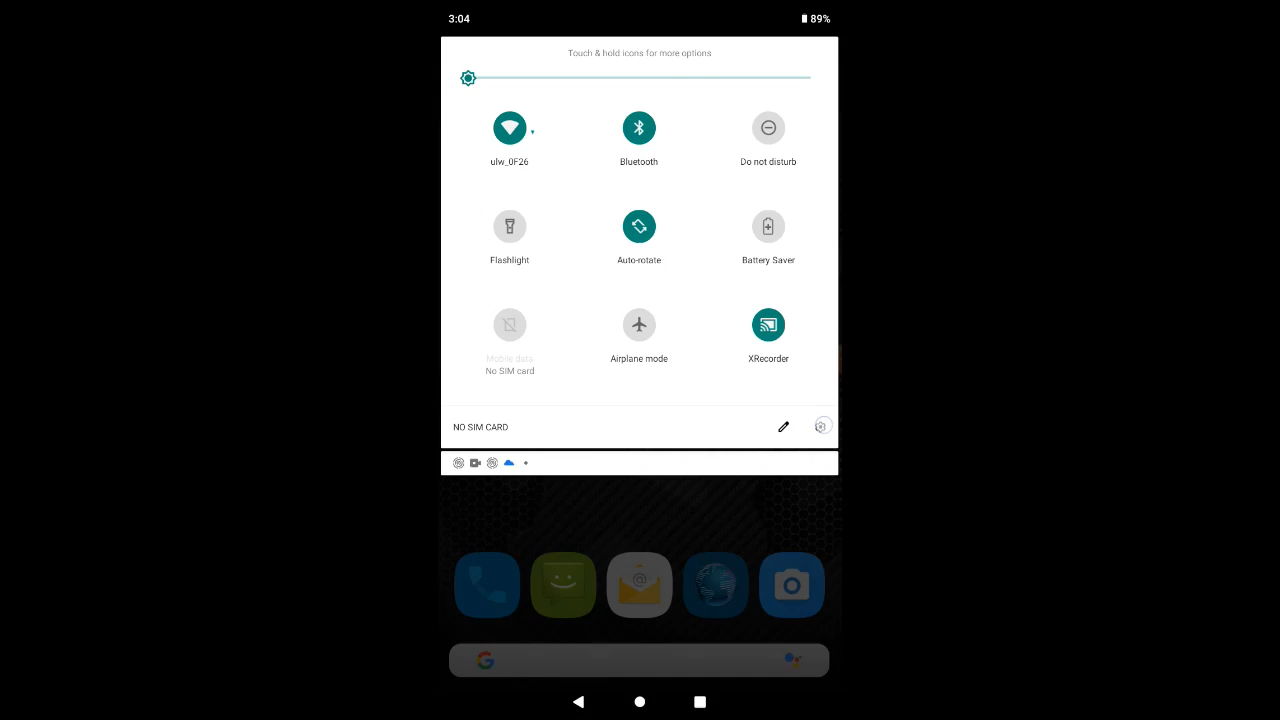 3:04 89%
Touch & hold icons for more options
ulw_0F26 Bluetooth Do not disturb
Flashlight Auto-rotate Battery Saver
Mobile data Airplane mode XRecorder
No SIM card
NO SIM CARD